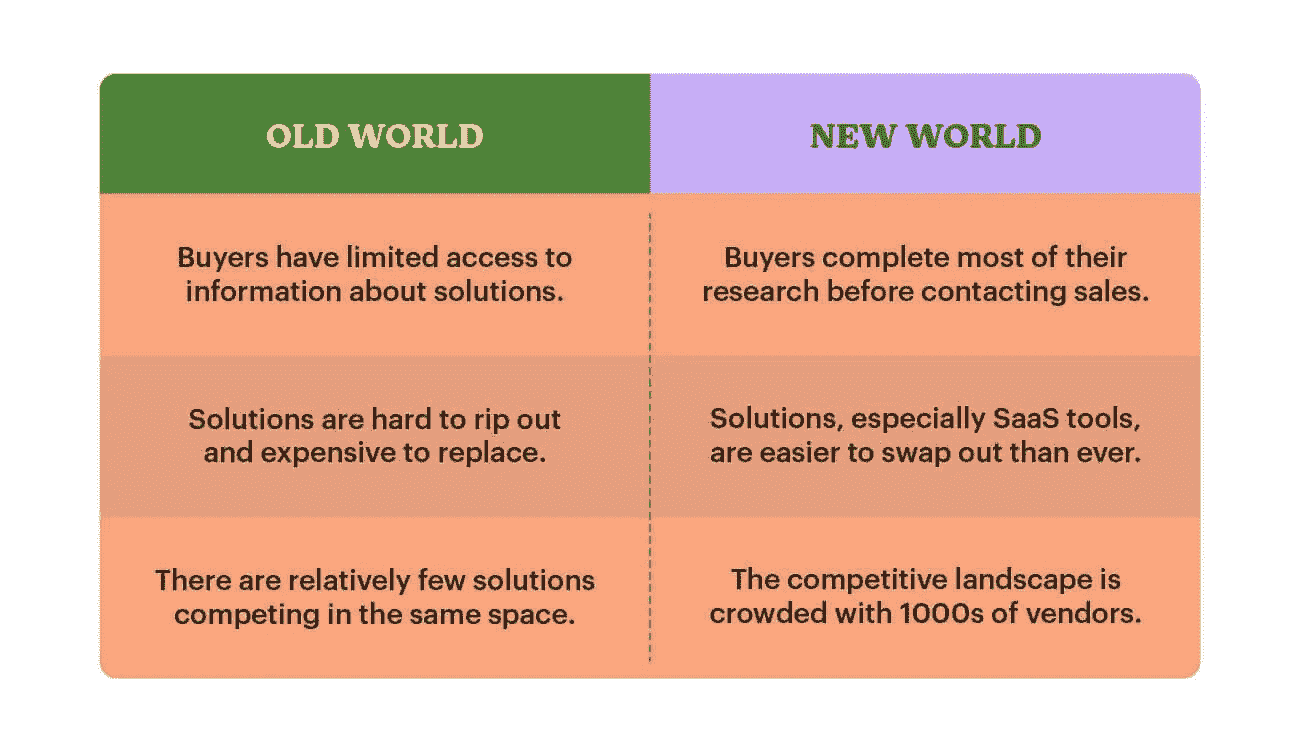 OLD WORLD
NEW WORLD
Buyers have limited access to
information about solutions.
Buyers complete most of their
research before contacting sales.
Solutions are hard to rip out
and expensive to replace.
Solutions, especially SaaS tools,
are easier to swap out than ever.
There are relatively few solutions
competing in the same space.
The competitive landscape is
crowded with 1000s of vendors.